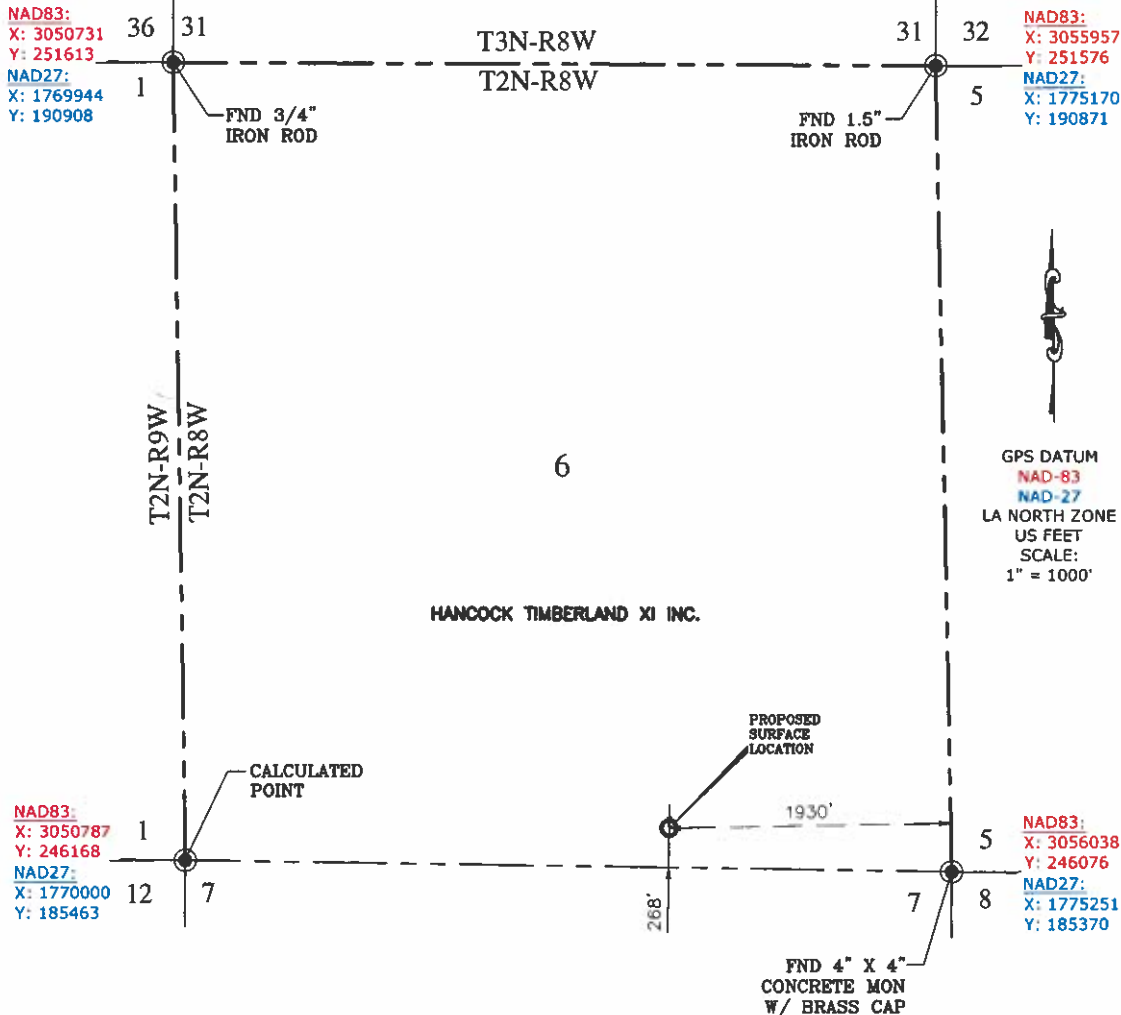 NAD83:
X: 3050731
Y: 251613
NAD27:
X: 1769944
Y: 190908
36 31
1
T3N-R8W
T2N-R8W
31 32
5
NAD83:
X: 3055957
Y: 251576
NAD27:
X: 1775170
Y: 190871
FND 3/4"
IRON ROD
FND 1.5"
IRON ROD
T2N-R9W
T2N-R8W
6
GPS DATUM
NAD-83
NAD-27
LA NORTH ZONE
US FEET
SCALE:
1" = 1000'
HANCOCK TIMBERLAND XI INC.
PROPOSED
SURFACE
LOCATION
CALCULATED
POINT
1930'
268'
NAD83:
X: 3050787
Y: 246168
NAD27:
X: 1770000
Y: 185463
1
12 7
5
7 8
NAD83:
X: 3056038
Y: 246076
NAD27:
X: 1775251
Y: 185370
FND 4" X 4"
CONCRETE MON
W/ BRASS CAP